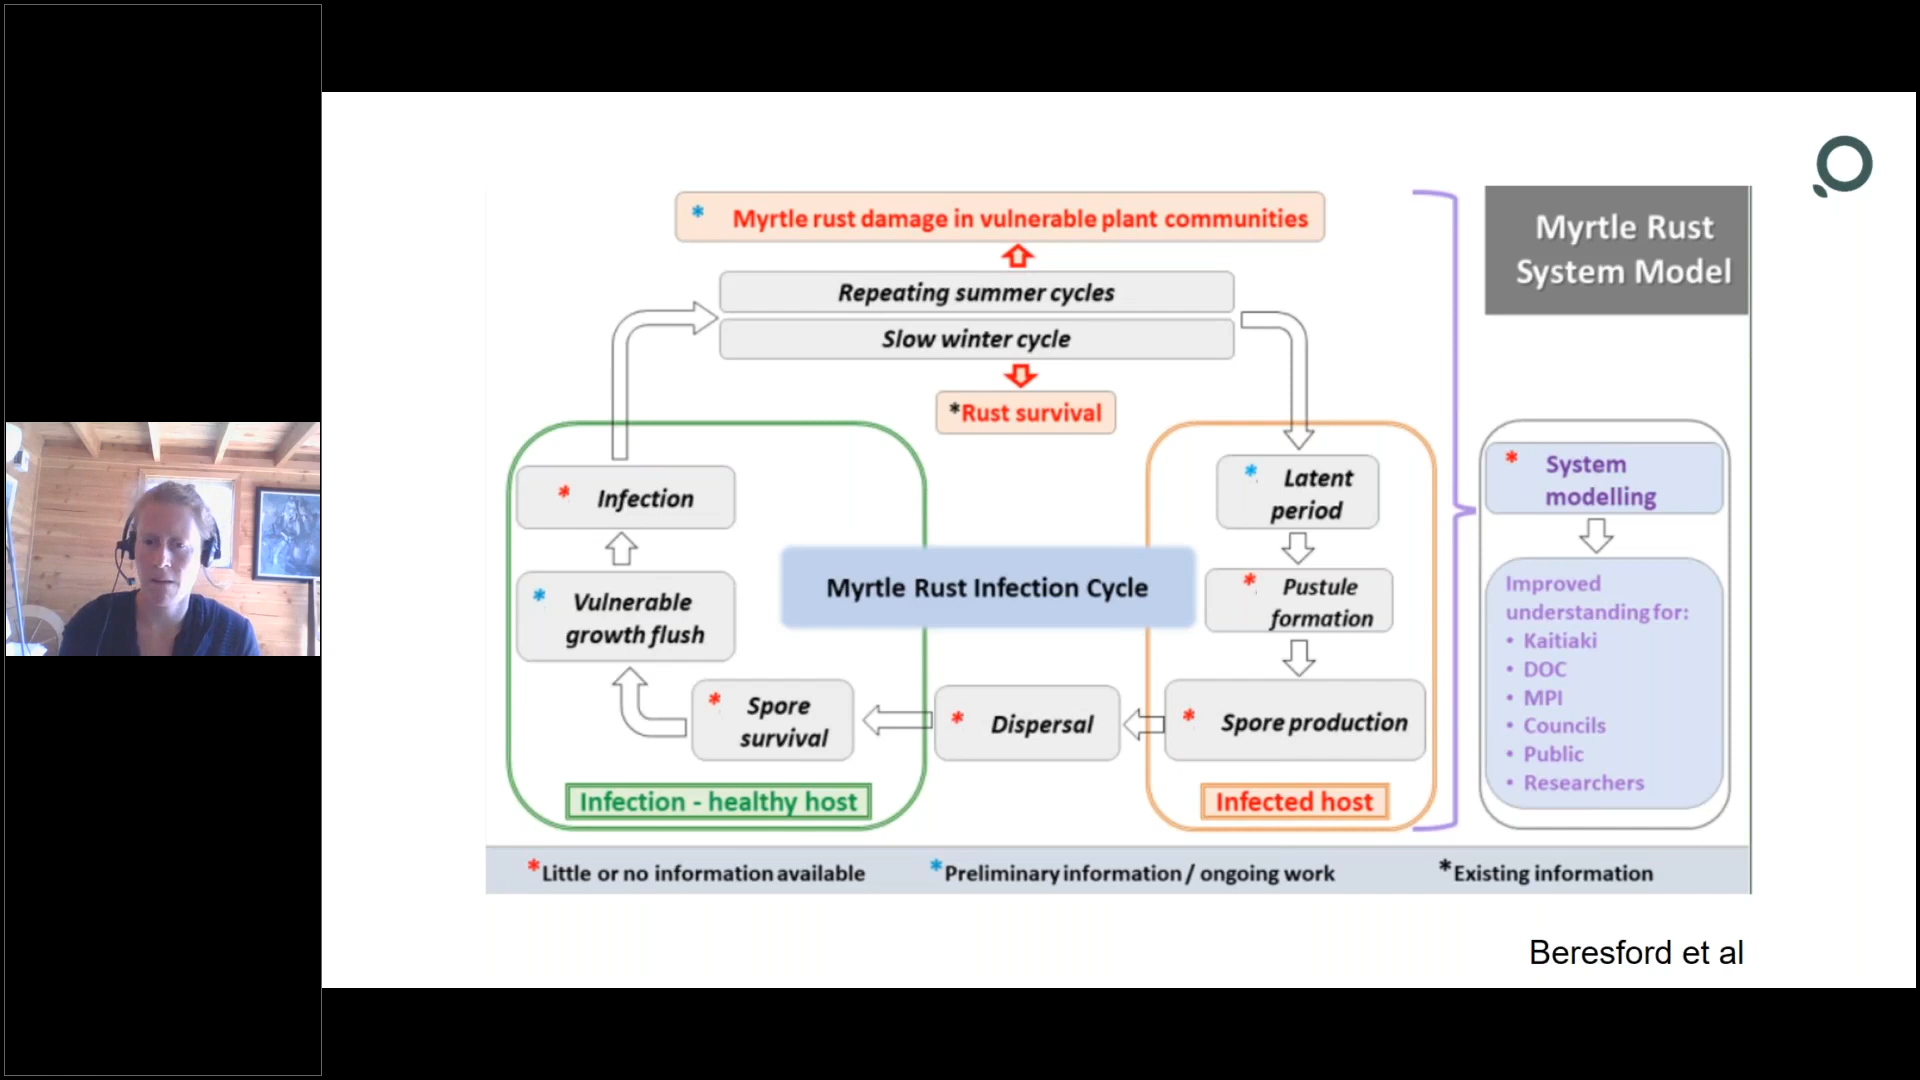 * Myrtle rust damage in vulnerable plant communities
Repeating summer cycles
Slow winter cycle
*Rust survival
Myrtle Rust
System Model
* Infection
* Vulnerable
growth flush
* Spore
survival
Infection - healthy host
Myrtle Rust Infection Cycle
* Dispersal
* Latent
period
* Pustule
formation
* Spore production
Infected host
* System
modelling
Improved
understanding for:
• Kaitiaki
• DOC
• MPI
• Councils
• Public
• Researchers
*Little or no information available
*Preliminary information / ongoing work
*Existing information
Beresford et al